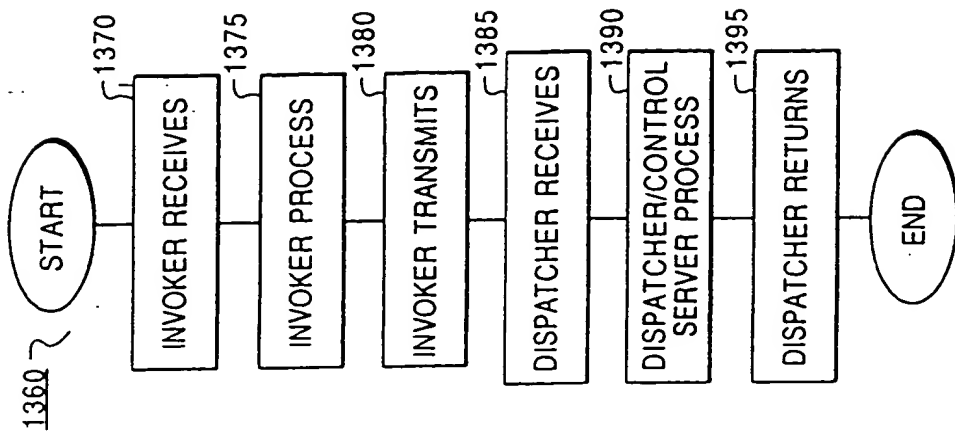 1360
START
1370
INVOKER RECEIVES
1375
INVOKER PROCESS
1380
INVOKER TRANSMITS
1385
DISPATCHER RECEIVES
1390
DISPATCHER/CONTROL
SERVER PROCESS
1395
DISPATCHER RETURNS
END